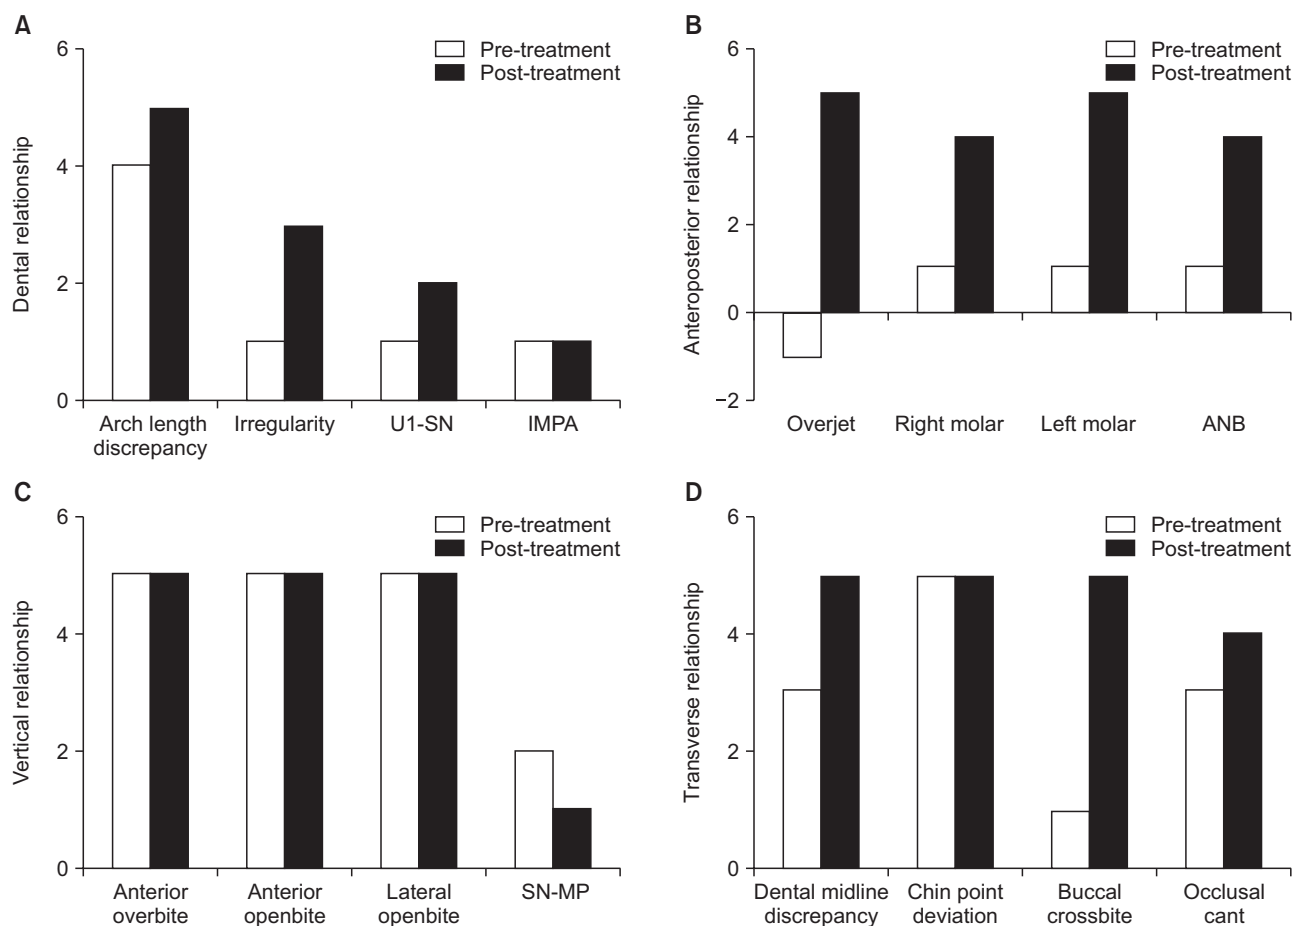 A
6
4
2
0
Dental relationship
Pre-treatment
Post-treatment
Arch length
discrepancy
Irregularity
U1-SN
IMPA
B
6
4
2
0
−2
Anteroposterior relationship
Pre-treatment
Post-treatment
Overjet
Right molar
Left molar
ANB
C
6
4
2
0
Vertical relationship
Pre-treatment
Post-treatment
Anterior
overbite
Anterior
openbite
Lateral
openbite
SN-MP
D
6
4
2
0
Transverse relationship
Pre-treatment
Post-treatment
Dental midline
discrepancy
Chin point
deviation
Buccal
crossbite
Occlusal
cant